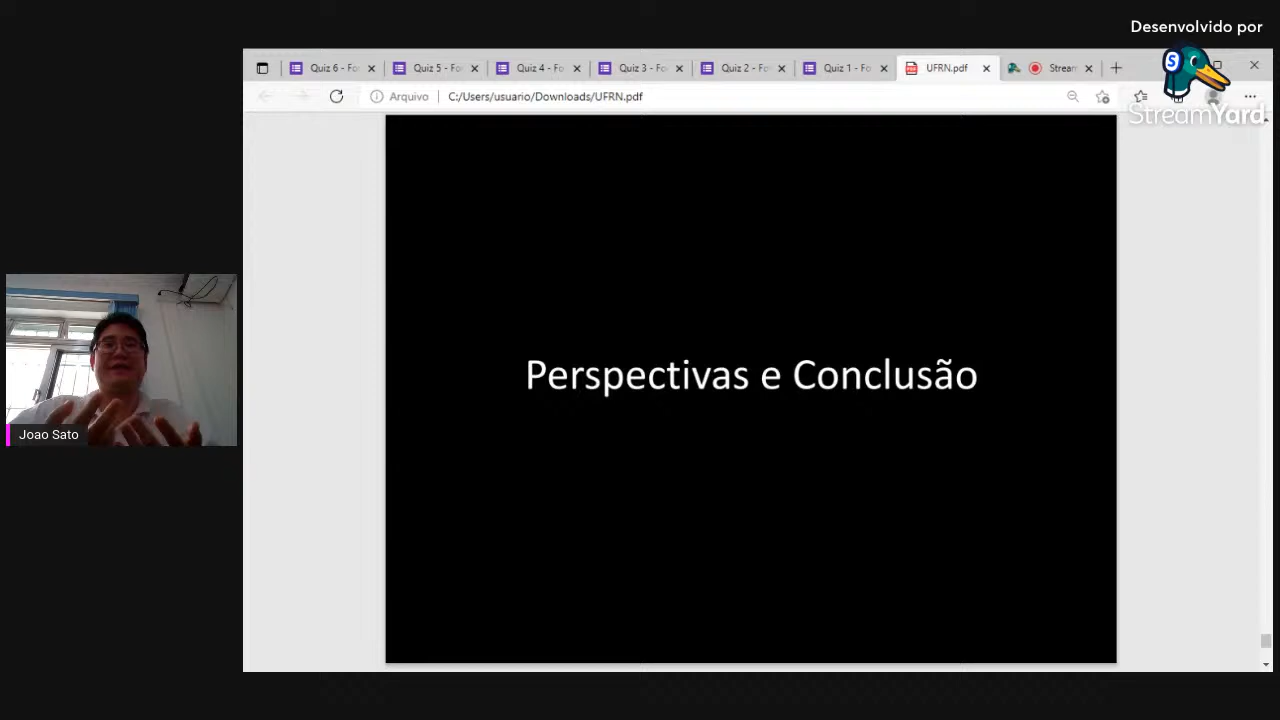 Desenvolvido por
StreamYard
Quiz 6 - Fo
Quiz 5 - Fo
Quiz 4 - Fo
Quiz 3 - Fo
Quiz 2 - Fo
Quiz 1 - Fo
UFRN.pdf
Stream
Arquivo
C:/Users/usuario/Downloads/UFRN.pdf
Perspectivas e Conclusão
Joao Sato